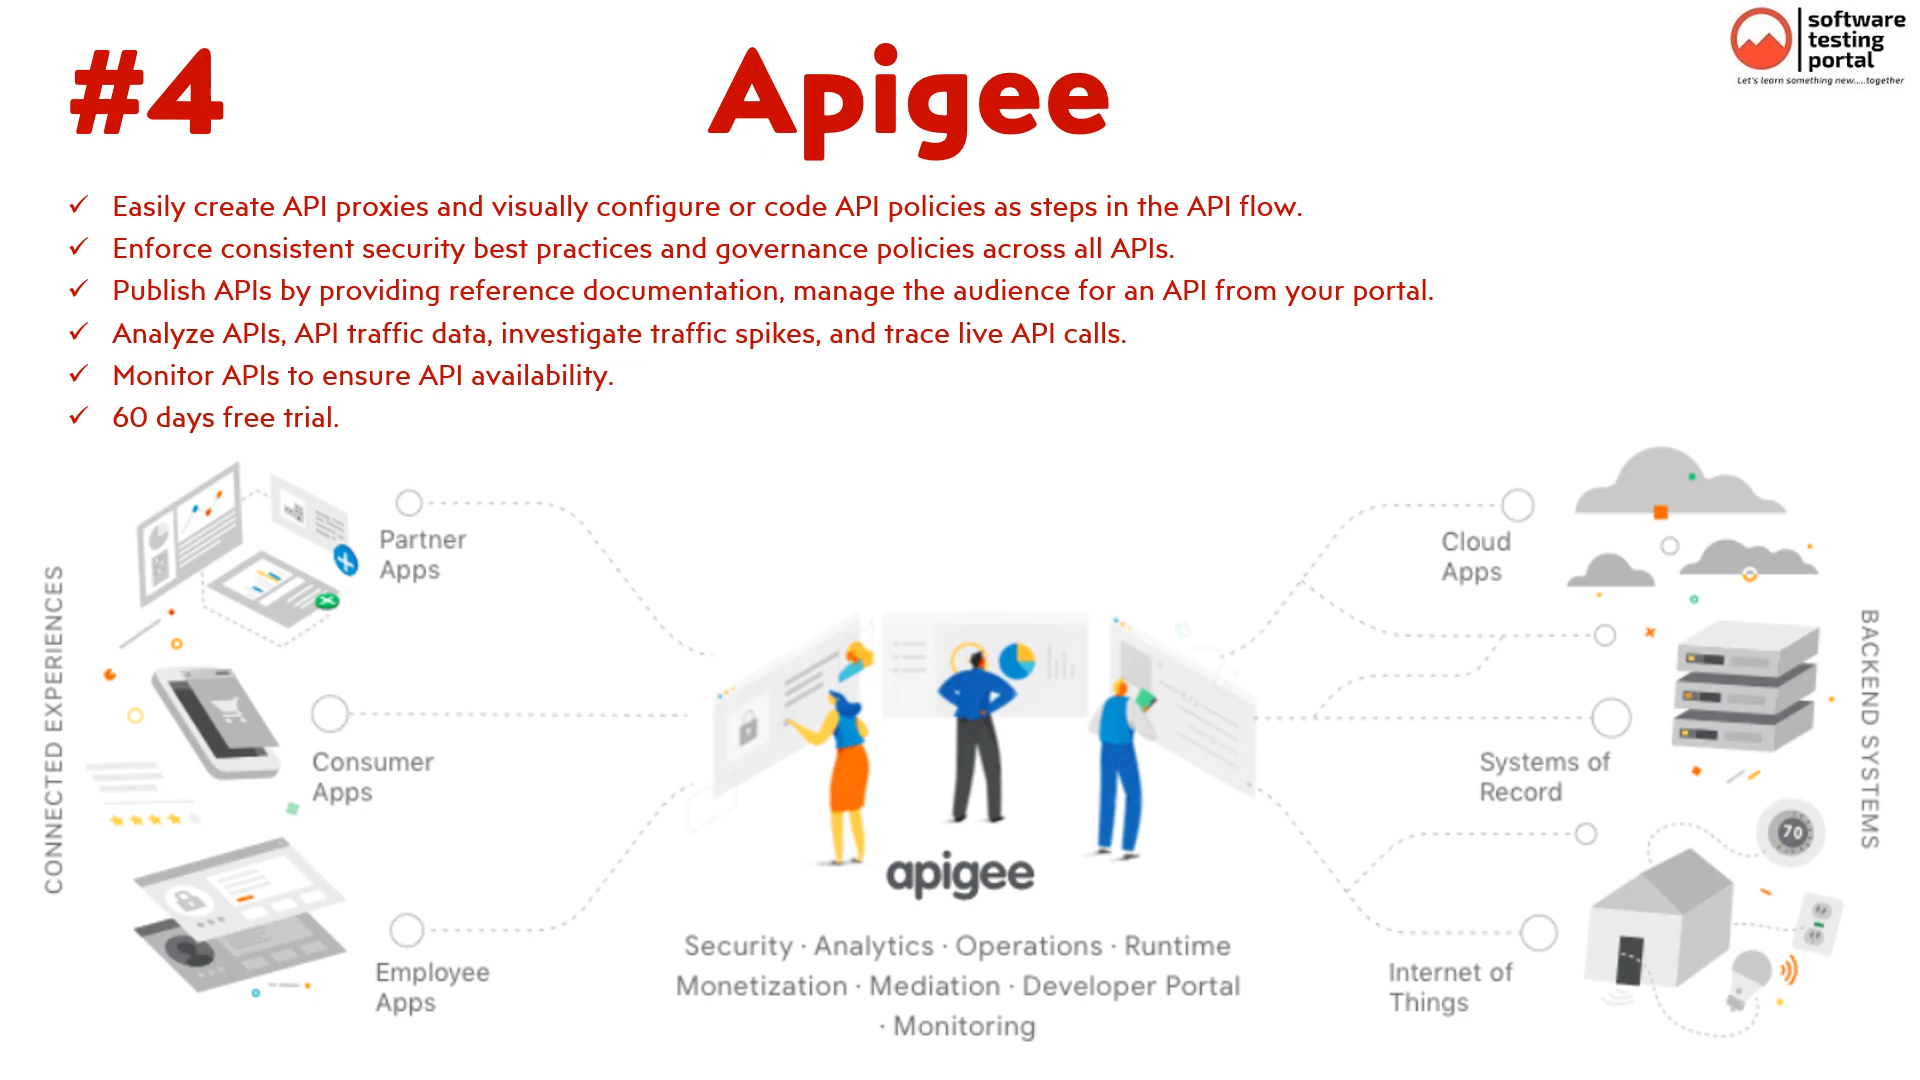 #4
Apigee
software
testing
portal
Let's learn something new.....together
Easily create API proxies and visually configure or code API policies as steps in the API flow.
Enforce consistent security best practices and governance policies across all APIs.
Publish APIs by providing reference documentation, manage the audience for an API from your portal.
Analyze APIs, API traffic data, investigate traffic spikes, and trace live API calls.
Monitor APIs to ensure API availability.
60 days free trial.
CONNECTED EXPERIENCES
Partner
Apps
Consumer
Apps
Employee
Apps
apigee
Security · Analytics · Operations · Runtime
Monetization · Mediation · Developer Portal
· Monitoring
Cloud
Apps
Systems of
Record
Internet of
Things
70
BACKEND SYSTEMS